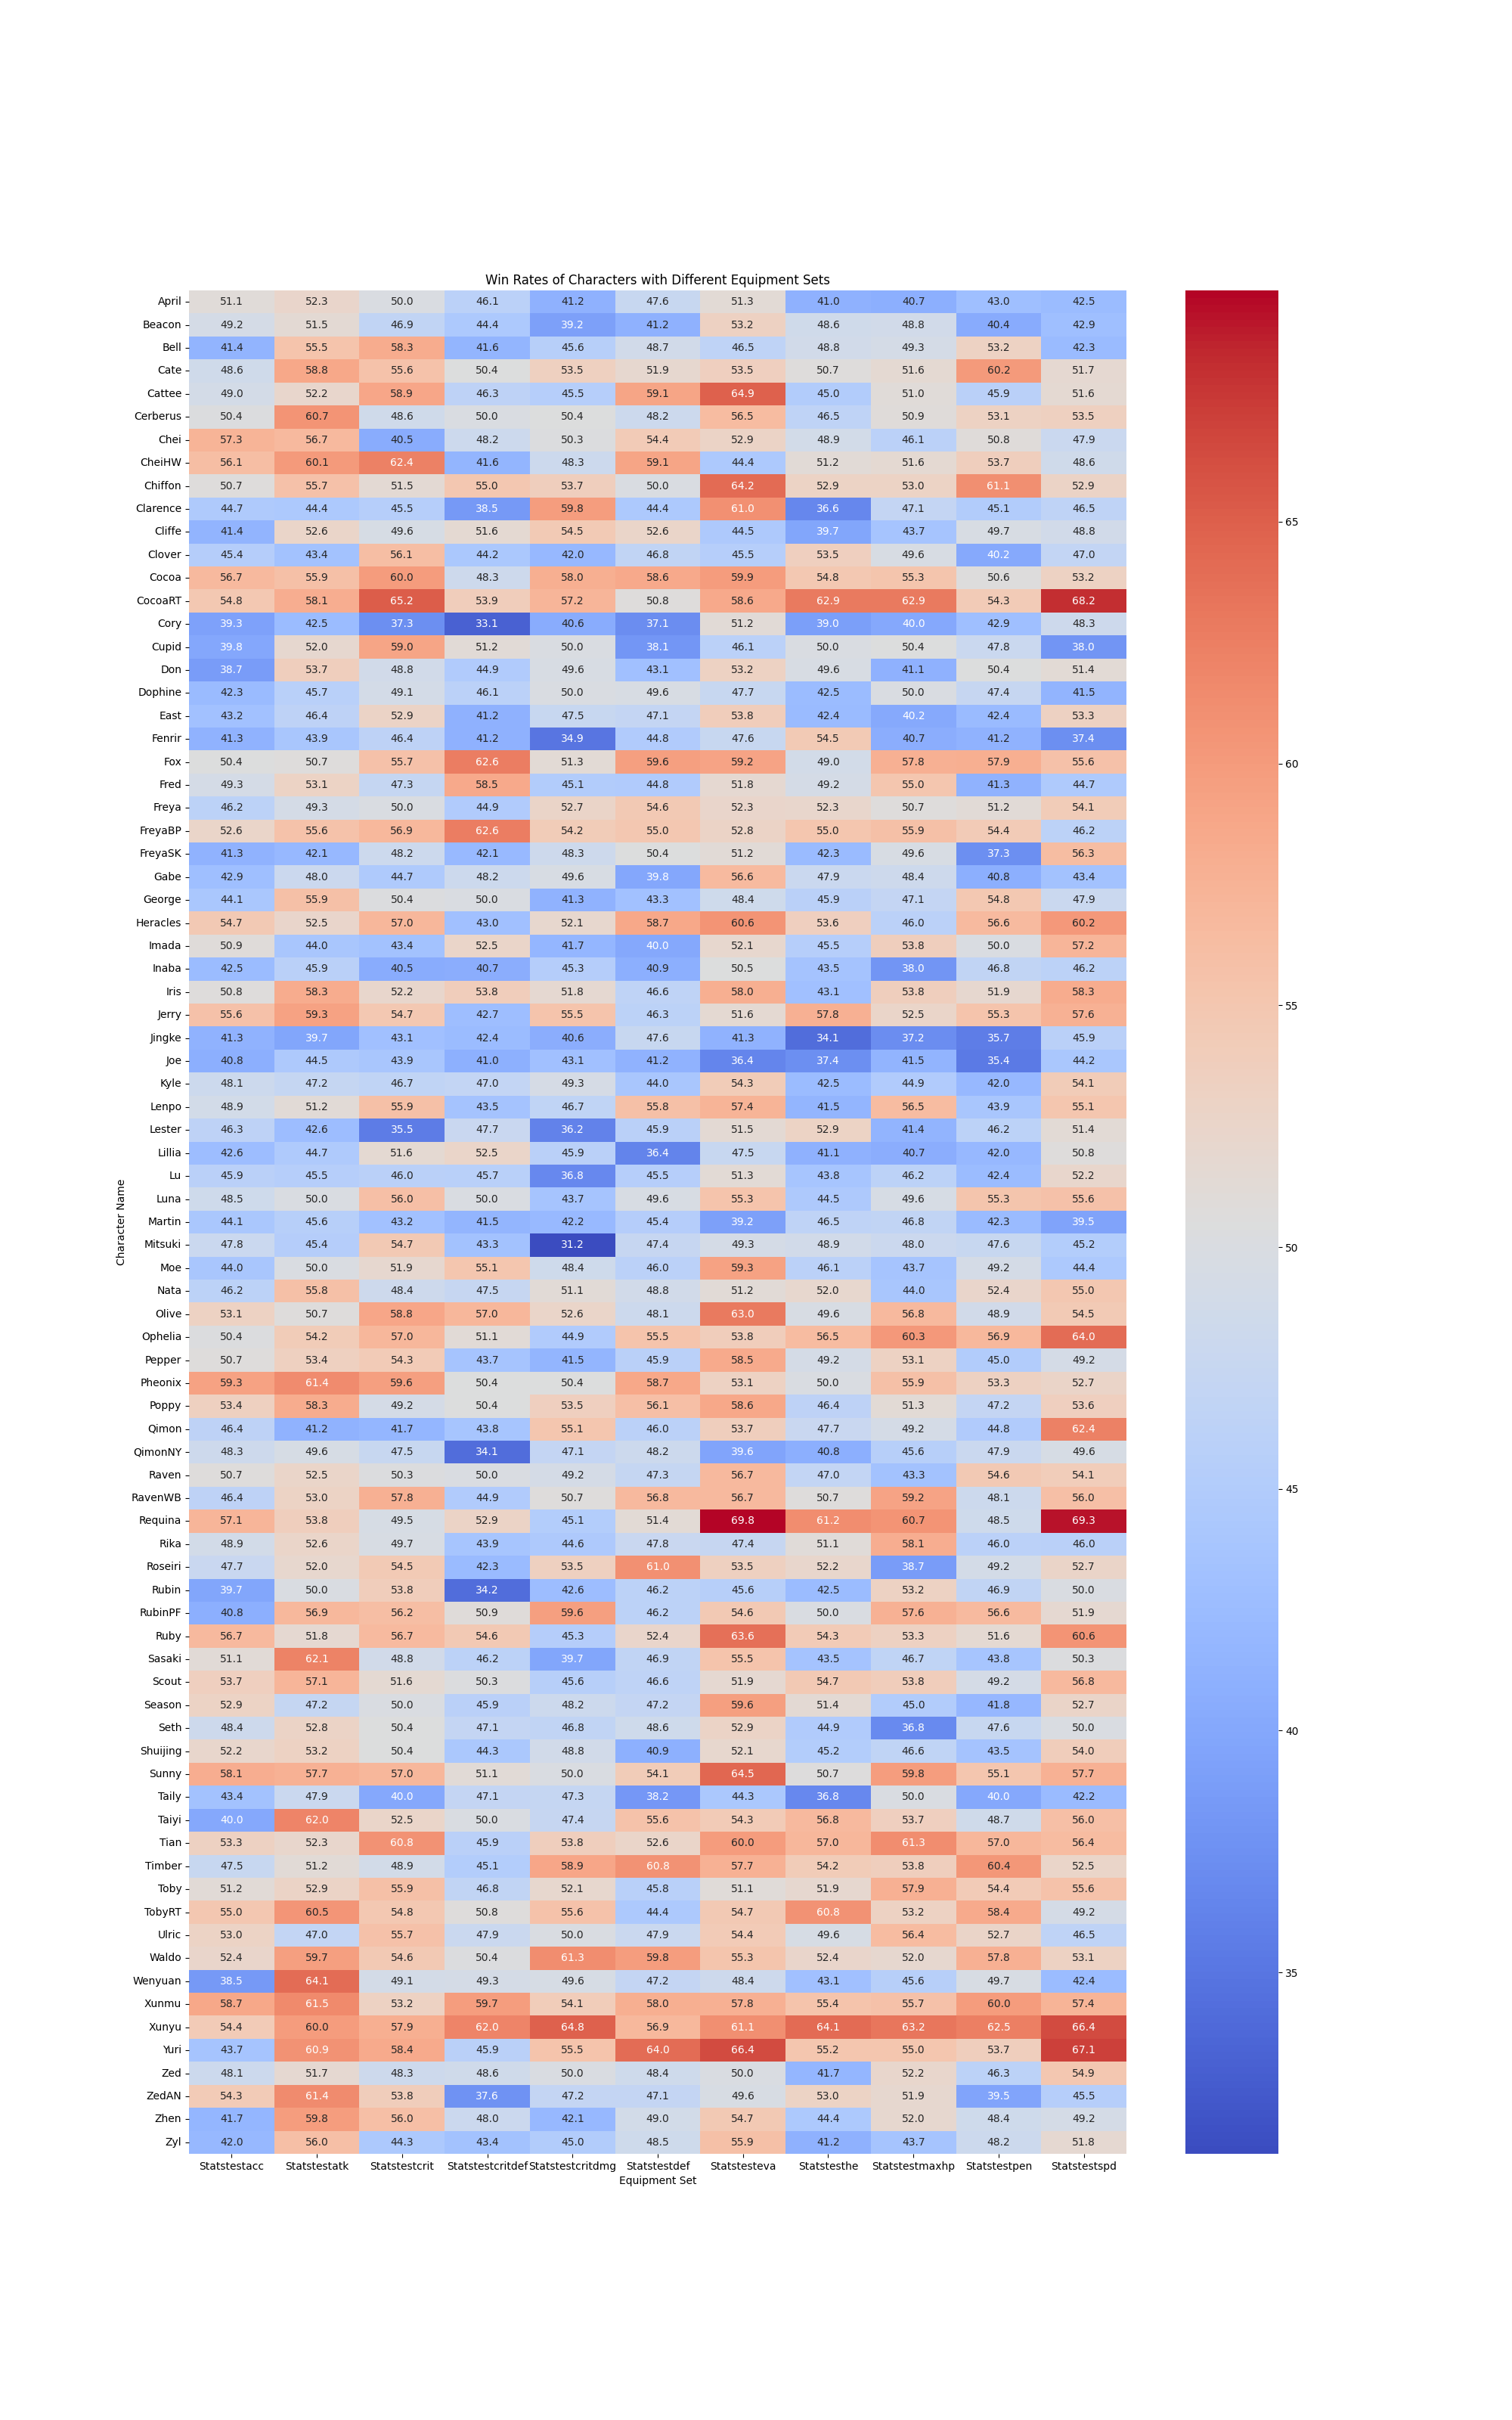 Win Rates of Characters with Different Equipment Sets
April 51.1 52.3 50.0 46.1 41.2 47.6 51.3 41.0 40.7 43.0 42.5
Beacon 49.2 51.5 46.9 44.4 39.2 41.2 53.2 48.6 48.8 40.4 42.9
Bell 41.4 55.5 58.3 41.6 45.6 48.7 46.5 48.8 49.3 53.2 42.3
Cate 48.6 58.8 55.6 50.4 53.5 51.9 53.5 50.7 51.6 60.2 51.7
Cattee 49.0 52.2 58.9 46.3 45.5 59.1 64.9 45.0 51.0 45.9 51.6
Cerberus 50.4 60.7 48.6 50.0 50.4 48.2 56.5 46.5 50.9 53.1 53.5
Chei 57.3 56.7 40.5 48.2 50.3 54.4 52.9 48.9 46.1 50.8 47.9
CheiHW 56.1 60.1 62.4 41.6 48.3 59.1 44.4 51.2 51.6 53.7 48.6
Chiffon 50.7 55.7 51.5 55.0 53.7 50.0 64.2 52.9 53.0 61.1 52.9
Clarence 44.7 44.4 45.5 38.5 59.8 44.4 61.0 36.6 47.1 45.1 46.5
Cliffe 41.4 52.6 49.6 51.6 54.5 52.6 44.5 39.7 43.7 49.7 48.8
Clover 45.4 43.4 56.1 44.2 42.0 46.8 45.5 53.5 49.6 40.2 47.0
Cocoa 56.7 55.9 60.0 48.3 58.0 58.6 59.9 54.8 55.3 50.6 53.2
CocoaRT 54.8 58.1 65.2 53.9 57.2 50.8 58.6 62.9 62.9 54.3 68.2
Cory 39.3 42.5 37.3 33.1 40.6 37.1 51.2 39.0 40.0 42.9 48.3
Cupid 39.8 52.0 59.0 51.2 50.0 38.1 46.1 50.0 50.4 47.8 38.0
Don 38.7 53.7 48.8 44.9 49.6 43.1 53.2 49.6 41.1 50.4 51.4
Dophine 42.3 45.7 49.1 46.1 50.0 49.6 47.7 42.5 50.0 47.4 41.5
East 43.2 46.4 52.9 41.2 47.5 47.1 53.8 42.4 40.2 42.4 53.3
Fenrir 41.3 43.9 46.4 41.2 34.9 44.8 47.6 54.5 40.7 41.2 37.4
Fox 50.4 50.7 55.7 62.6 51.3 59.6 59.2 49.0 57.8 57.9 55.6
Fred 49.3 53.1 47.3 58.5 45.1 44.8 51.8 49.2 55.0 41.3 44.7
Freya 46.2 49.3 50.0 44.9 52.7 54.6 52.3 52.3 50.7 51.2 54.1
FreyaBP 52.6 55.6 56.9 62.6 54.2 55.0 52.8 55.0 55.9 54.4 46.2
FreyaSK 41.3 42.1 48.2 42.1 48.3 50.4 51.2 42.3 49.6 37.3 56.3
Gabe 42.9 48.0 44.7 48.2 49.6 39.8 56.6 47.9 48.4 40.8 43.4
George 44.1 55.9 50.4 50.0 41.3 43.3 48.4 45.9 47.1 54.8 47.9
Heracles 54.7 52.5 57.0 43.0 52.1 58.7 60.6 53.6 46.0 56.6 60.2
Imada 50.9 44.0 43.4 52.5 41.7 40.0 52.1 45.5 53.8 50.0 57.2
Inaba 42.5 45.9 40.5 40.7 45.3 40.9 50.5 43.5 38.0 46.8 46.2
Iris 50.8 58.3 52.2 53.8 51.8 46.6 58.0 43.1 53.8 51.9 58.3
Jerry 55.6 59.3 54.7 42.7 55.5 46.3 51.6 57.8 52.5 55.3 57.6
Jingke 41.3 39.7 43.1 42.4 40.6 47.6 41.3 34.1 37.2 35.7 45.9
Joe 40.8 44.5 43.9 41.0 43.1 41.2 36.4 37.4 41.5 35.4 44.2
Kyle 48.1 47.2 46.7 47.0 49.3 44.0 54.3 42.5 44.9 42.0 54.1
Lenpo 48.9 51.2 55.9 43.5 46.7 55.8 57.4 41.5 56.5 43.9 55.1
Lester 46.3 42.6 35.5 47.7 36.2 45.9 51.5 52.9 41.4 46.2 51.4
Lillia 42.6 44.7 51.6 52.5 45.9 36.4 47.5 41.1 40.7 42.0 50.8
Lu 45.9 45.5 46.0 45.7 36.8 45.5 51.3 43.8 46.2 42.4 52.2
Luna 48.5 50.0 56.0 50.0 43.7 49.6 55.3 44.5 49.6 55.3 55.6
Martin 44.1 45.6 43.2 41.5 42.2 45.4 39.2 46.5 46.8 42.3 39.5
Mitsuki 47.8 45.4 54.7 43.3 31.2 47.4 49.3 48.9 48.0 47.6 45.2
Moe 44.0 50.0 51.9 55.1 48.4 46.0 59.3 46.1 43.7 49.2 44.4
Nata 46.2 55.8 48.4 47.5 51.1 48.8 51.2 52.0 44.0 52.4 55.0
Olive 53.1 50.7 58.8 57.0 52.6 48.1 63.0 49.6 56.8 48.9 54.5
Ophelia 50.4 54.2 57.0 51.1 44.9 55.5 53.8 56.5 60.3 56.9 64.0
Pepper 50.7 53.4 54.3 43.7 41.5 45.9 58.5 49.2 53.1 45.0 49.2
Pheonix 59.3 61.4 59.6 50.4 50.4 58.7 53.1 50.0 55.9 53.3 52.7
Poppy 53.4 58.3 49.2 50.4 53.5 56.1 58.6 46.4 51.3 47.2 53.6
Qimon 46.4 41.2 41.7 43.8 55.1 46.0 53.7 47.7 49.2 44.8 62.4
QimonNY 48.3 49.6 47.5 34.1 47.1 48.2 39.6 40.8 45.6 47.9 49.6
Raven 50.7 52.5 50.3 50.0 49.2 47.3 56.7 47.0 43.3 54.6 54.1
RavenWB 46.4 53.0 57.8 44.9 50.7 56.8 56.7 50.7 59.2 48.1 56.0
Requina 57.1 53.8 49.5 52.9 45.1 51.4 69.8 61.2 60.7 48.5 69.3
Rika 48.9 52.6 49.7 43.9 44.6 47.8 47.4 51.1 58.1 46.0 46.0
Roseiri 47.7 52.0 54.5 42.3 53.5 61.0 53.5 52.2 38.7 49.2 52.7
Rubin 39.7 50.0 53.8 34.2 42.6 46.2 45.6 42.5 53.2 46.9 50.0
RubinPF 40.8 56.9 56.2 50.9 59.6 46.2 54.6 50.0 57.6 56.6 51.9
Ruby 56.7 51.8 56.7 54.6 45.3 52.4 63.6 54.3 53.3 51.6 60.6
Sasaki 51.1 62.1 48.8 46.2 39.7 46.9 55.5 43.5 46.7 43.8 50.3
Scout 53.7 57.1 51.6 50.3 45.6 46.6 51.9 54.7 53.8 49.2 56.8
Season 52.9 47.2 50.0 45.9 48.2 47.2 59.6 51.4 45.0 41.8 52.7
Seth 48.4 52.8 50.4 47.1 46.8 48.6 52.9 44.9 36.8 47.6 50.0
Shuijing 52.2 53.2 50.4 44.3 48.8 40.9 52.1 45.2 46.6 43.5 54.0
Sunny 58.1 57.7 57.0 51.1 50.0 54.1 64.5 50.7 59.8 55.1 57.7
Taily 43.4 47.9 40.0 47.1 47.3 38.2 44.3 36.8 50.0 40.0 42.2
Taiyi 40.0 62.0 52.5 50.0 47.4 55.6 54.3 56.8 53.7 48.7 56.0
Tian 53.3 52.3 60.8 45.9 53.8 52.6 60.0 57.0 61.3 57.0 56.4
Timber 47.5 51.2 48.9 45.1 58.9 60.8 57.7 54.2 53.8 60.4 52.5
Toby 51.2 52.9 55.9 46.8 52.1 45.8 51.1 51.9 57.9 54.4 55.6
TobyRT 55.0 60.5 54.8 50.8 55.6 44.4 54.7 60.8 53.2 58.4 49.2
Ulric 53.0 47.0 55.7 47.9 50.0 47.9 54.4 49.6 56.4 52.7 46.5
Waldo 52.4 59.7 54.6 50.4 61.3 59.8 55.3 52.4 52.0 57.8 53.1
Wenyuan 38.5 64.1 49.1 49.3 49.6 47.2 48.4 43.1 45.6 49.7 42.4
Xunmu 58.7 61.5 53.2 59.7 54.1 58.0 57.8 55.4 55.7 60.0 57.4
Xunyu 54.4 60.0 57.9 62.0 64.8 56.9 61.1 64.1 63.2 62.5 66.4
Yuri 43.7 60.9 58.4 45.9 55.5 64.0 66.4 55.2 55.0 53.7 67.1
Zed 48.1 51.7 48.3 48.6 50.0 48.4 50.0 41.7 52.2 46.3 54.9
ZedAN 54.3 61.4 53.8 37.6 47.2 47.1 49.6 53.0 51.9 39.5 45.5
Zhen 41.7 59.8 56.0 48.0 42.1 49.0 54.7 44.4 52.0 48.4 49.2
Zyl 42.0 56.0 44.3 43.4 45.0 48.5 55.9 41.2 43.7 48.2 51.8
Statstestacc Statstestatk Statstestcrit Statstestcritdef Statstestcritdmg Statstestdef Statstesteva Statstesthe Statstestmaxhp Statstestpen Statstestspd
Equipment Set
Character Name
65
60
55
50
45
40
35